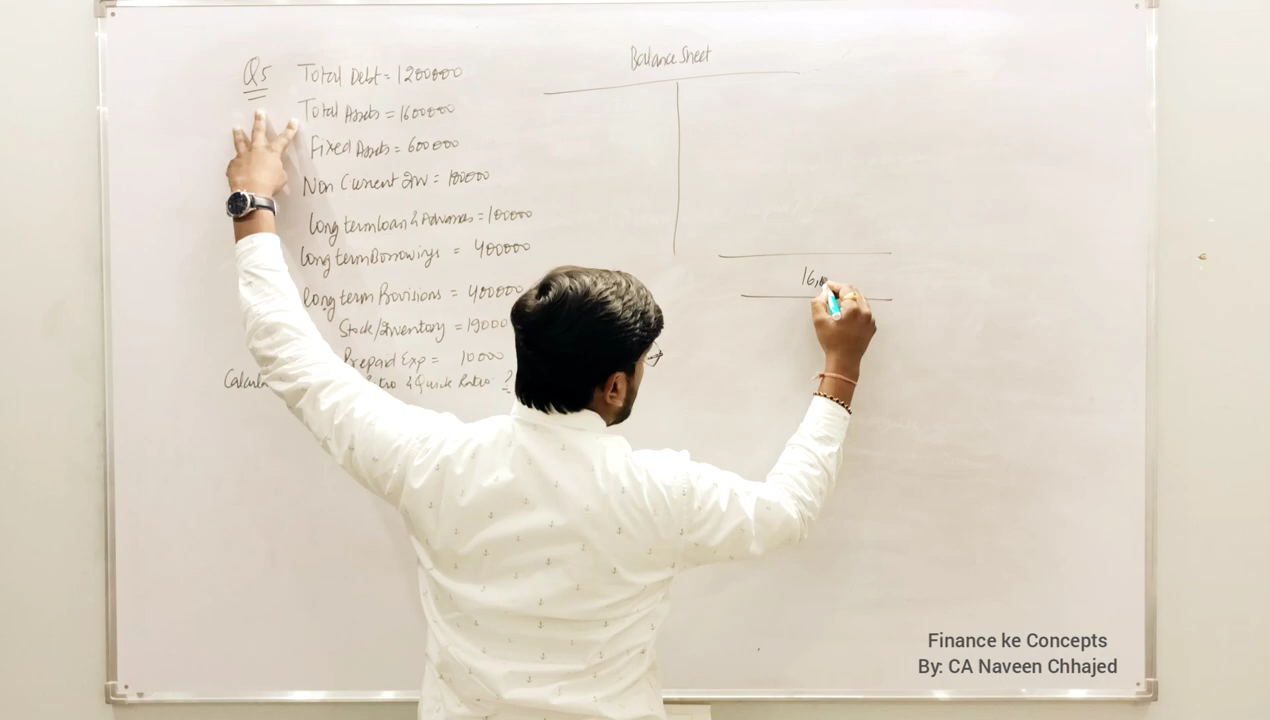 Q5 Total Debt = 1200000
Total Assets = 1600000
Fixed Assets = 600000
Non Current Inv = 100000
Long term loan & Advances = 100000
Long term Borrowings = 400000
Long term Provisions = 400000
Stock/Inventory = 19000
Prepaid Exp = 10000
& Quick Ratio ?
Balance Sheet
16,
Finance ke Concepts
By: CA Naveen Chhajed